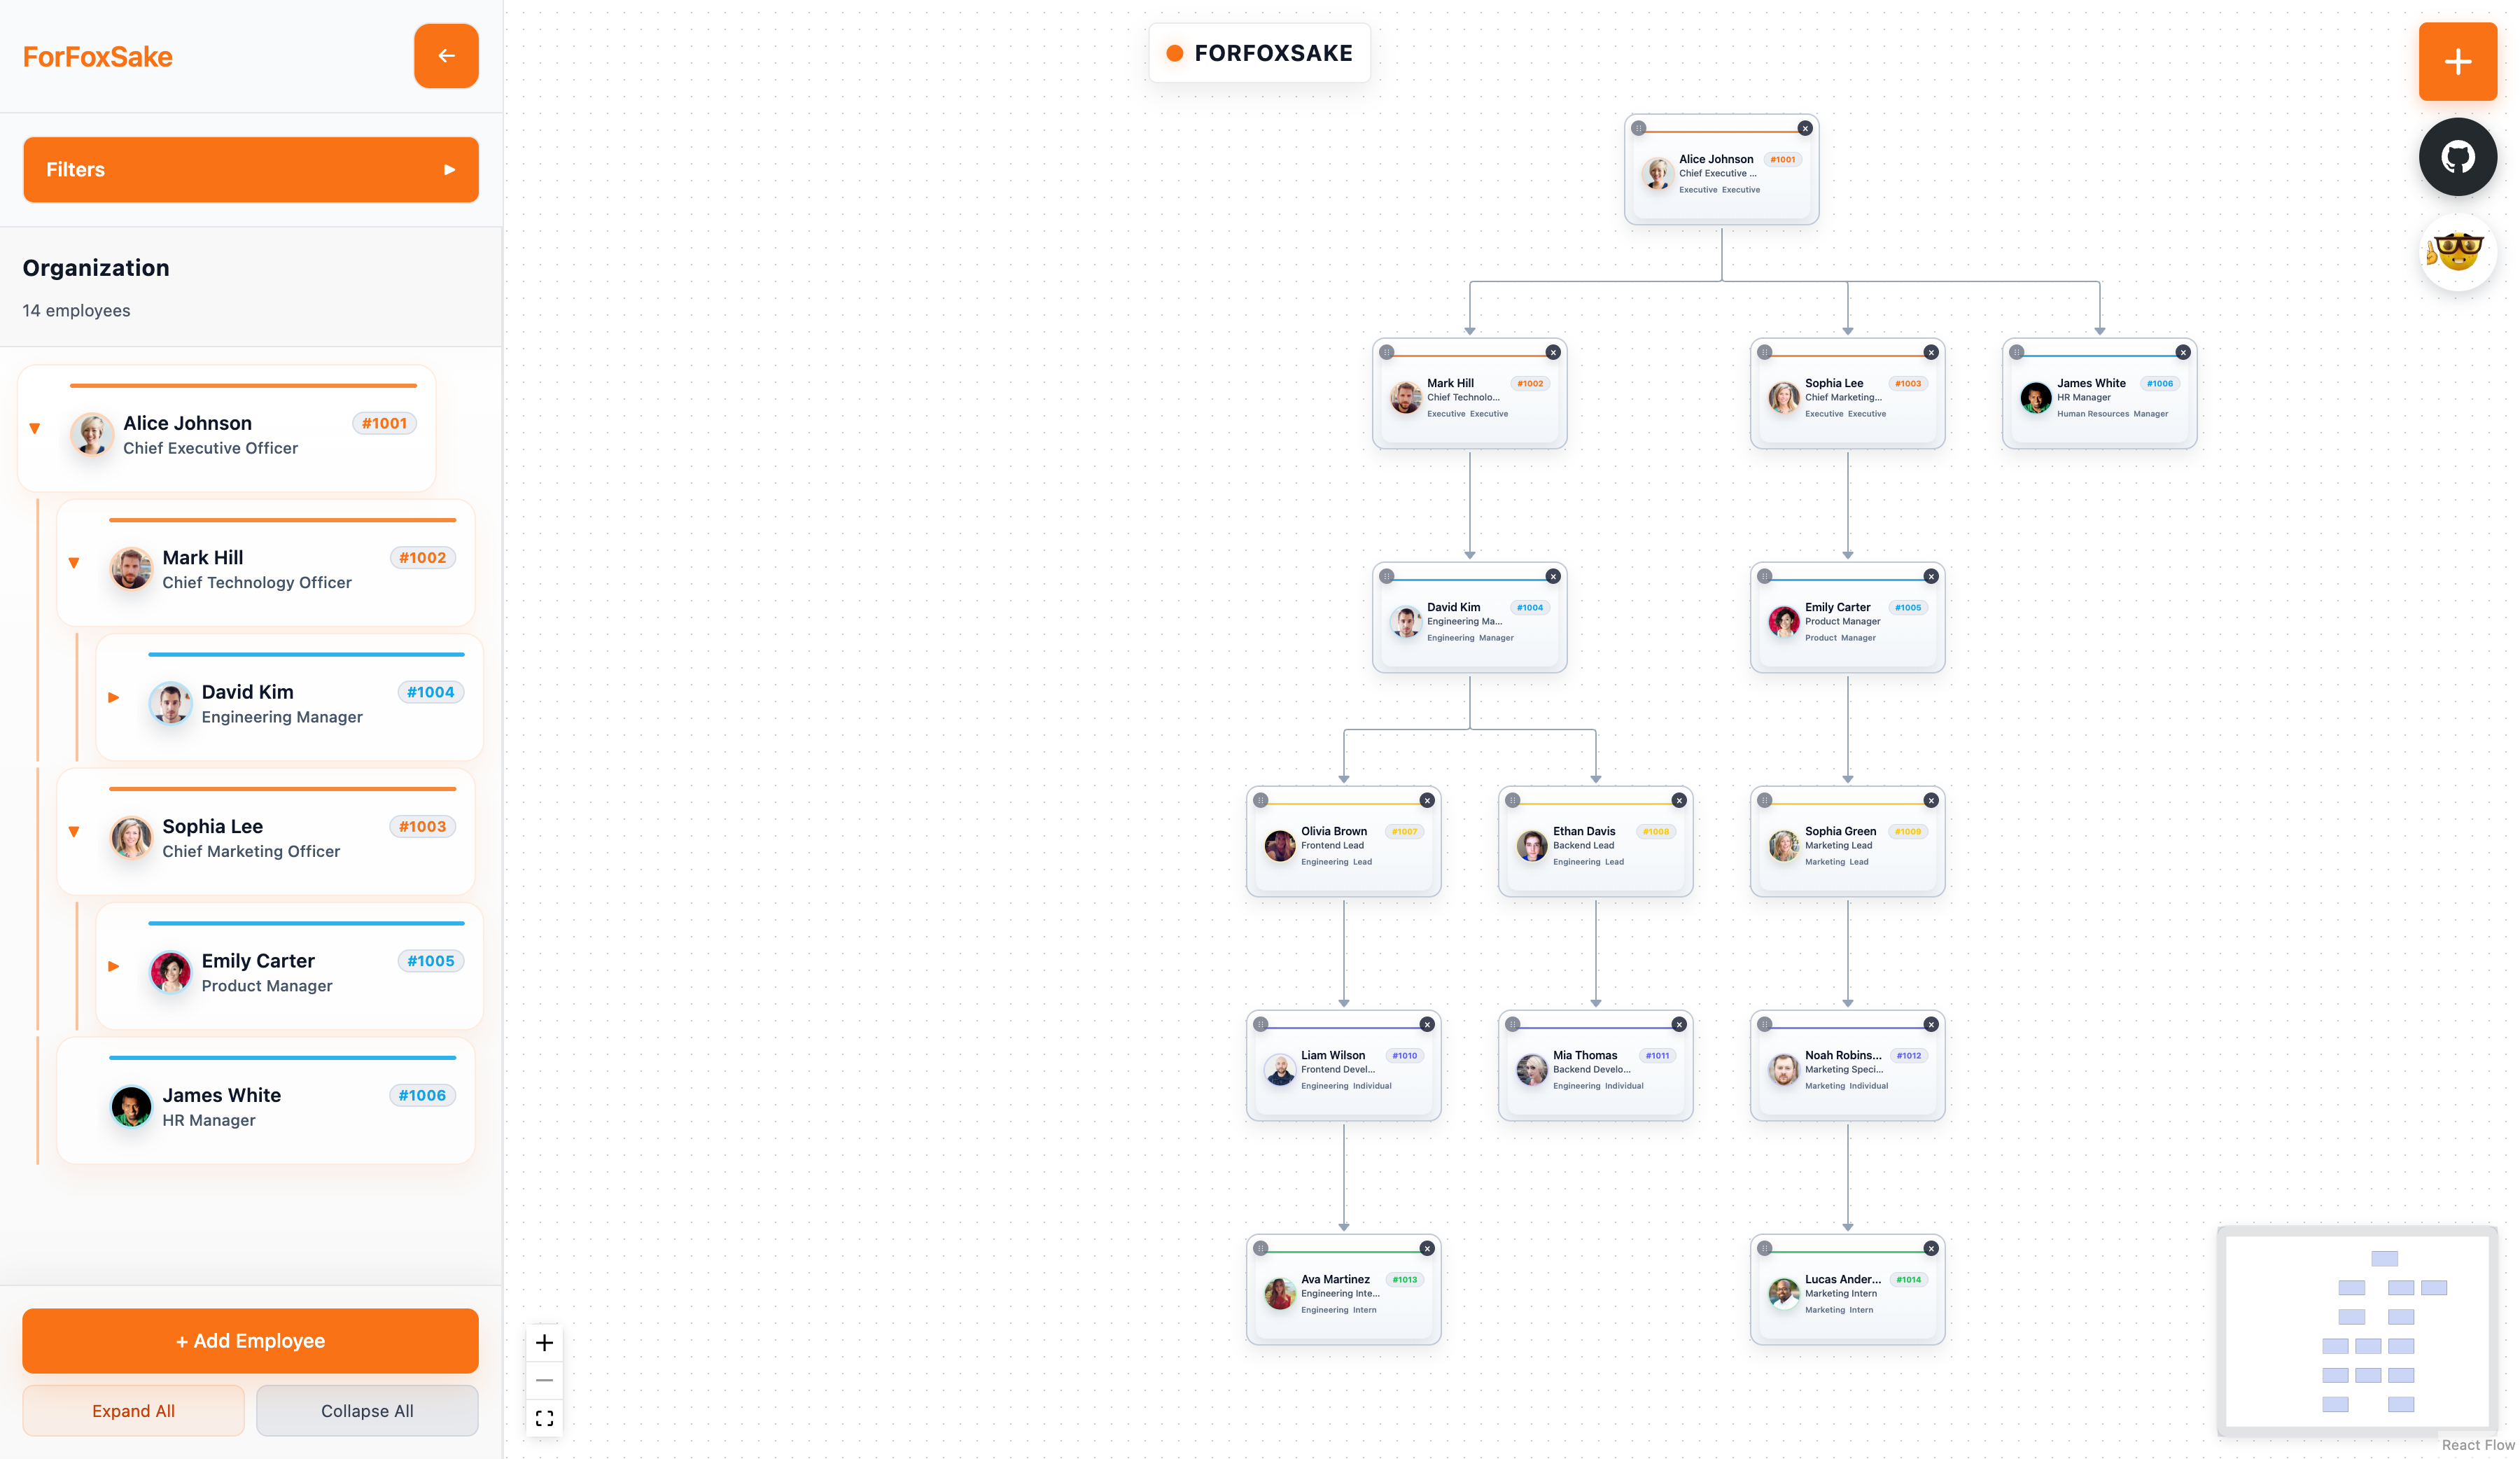 ForFoxSake
Filters
Organization
14 employees
Alice Johnson #1001
Chief Executive Officer
Mark Hill #1002
Chief Technology Officer
David Kim #1004
Engineering Manager
Sophia Lee #1003
Chief Marketing Officer
Emily Carter #1005
Product Manager
James White #1006
HR Manager
+ Add Employee
Expand All
Collapse All
FORFOXSAKE
Alice Johnson #1001
Chief Executive ...
Executive Executive
Mark Hill #1002
Chief Technolo...
Executive Executive
Sophia Lee #1003
Chief Marketing...
Executive Executive
James White #1006
HR Manager
Human Resources Manager
David Kim #1004
Engineering Ma...
Engineering Manager
Emily Carter #1005
Product Manager
Product Manager
Olivia Brown #1007
Frontend Lead
Engineering Lead
Ethan Davis #1008
Backend Lead
Engineering Lead
Sophia Green #1009
Marketing Lead
Marketing Lead
Liam Wilson #1010
Frontend Devel...
Engineering Individual
Mia Thomas #1011
Backend Develo...
Engineering Individual
Noah Robins... #1012
Marketing Speci...
Marketing Individual
Ava Martinez #1013
Engineering Inte...
Engineering Intern
Lucas Ander... #1014
Marketing Intern
Marketing Intern
React Flow